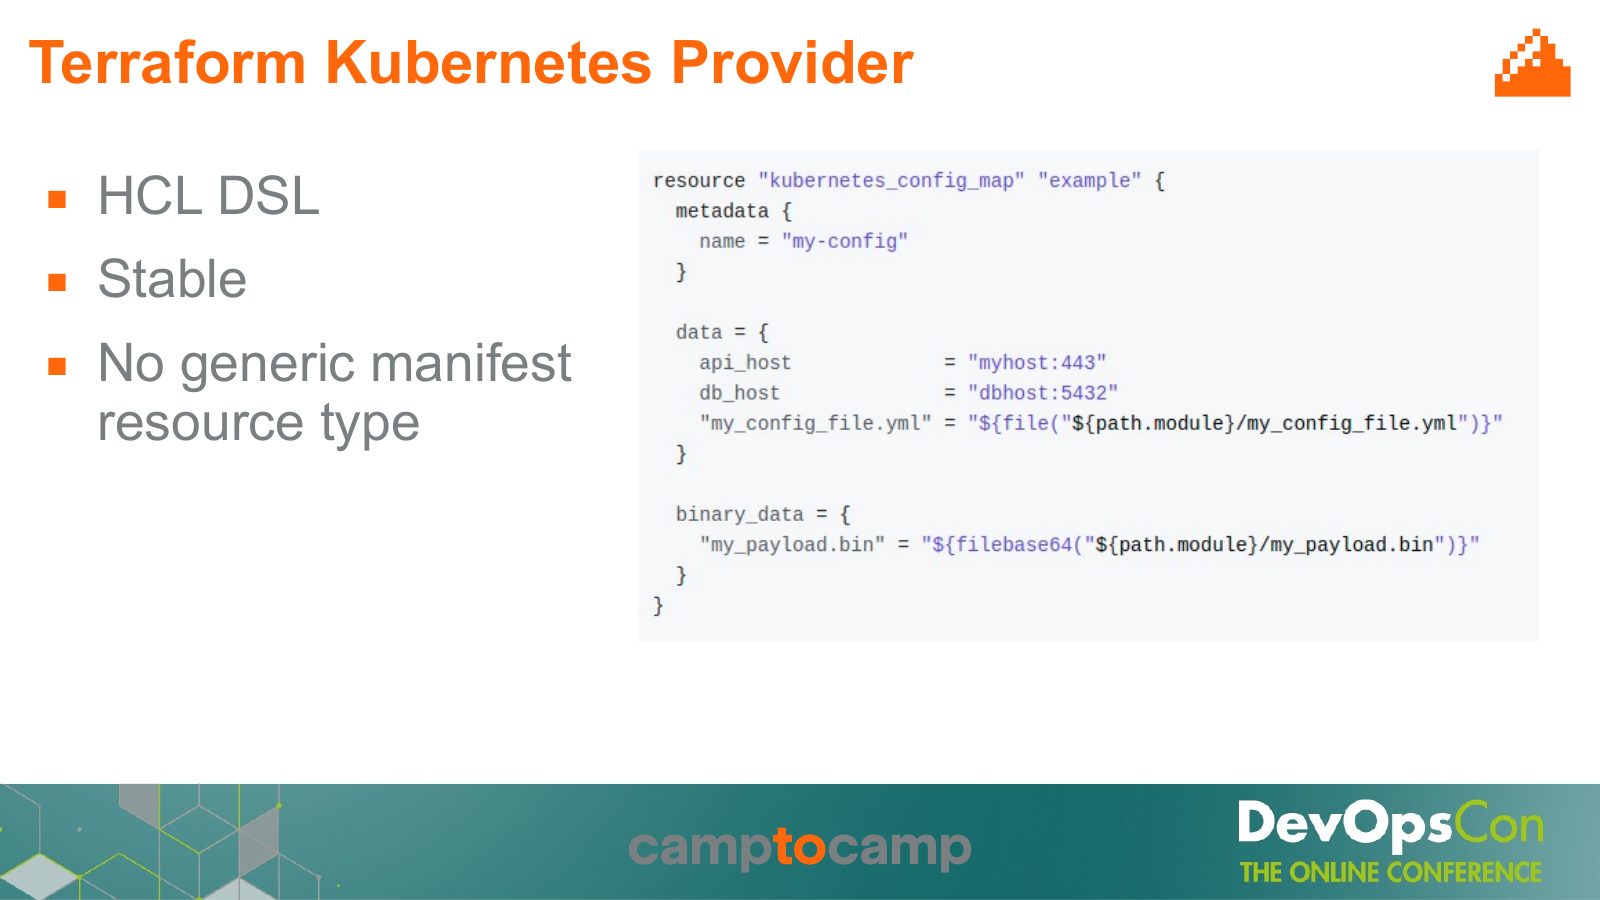 Terraform Kubernetes Provider
HCL DSL
Stable
No generic manifest
resource type
resource "kubernetes_config_map" "example" {
  metadata {
    name = "my-config"
  }

  data = {
    api_host             = "myhost:443"
    db_host              = "dbhost:5432"
    "my_config_file.yml" = "${file("${path.module}/my_config_file.yml")}"
  }

  binary_data = {
    "my_payload.bin" = "${filebase64("${path.module}/my_payload.bin")}"
  }
}
camptocamp
DevOpsCon
THE ONLINE CONFERENCE